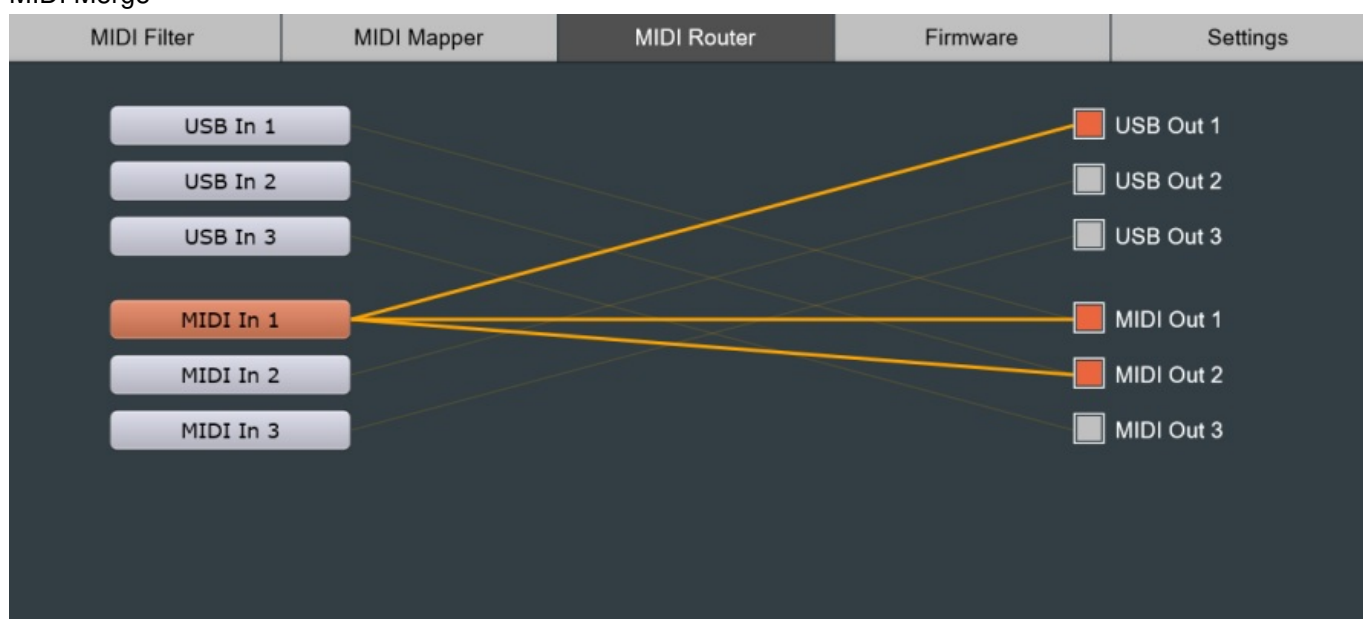 MIDI Merge
MIDI Filter MIDI Mapper MIDI Router Firmware Settings
USB In 1 USB Out 1
USB In 2 USB Out 2
USB In 3 USB Out 3
MIDI In 1 MIDI Out 1
MIDI In 2 MIDI Out 2
MIDI In 3 MIDI Out 3